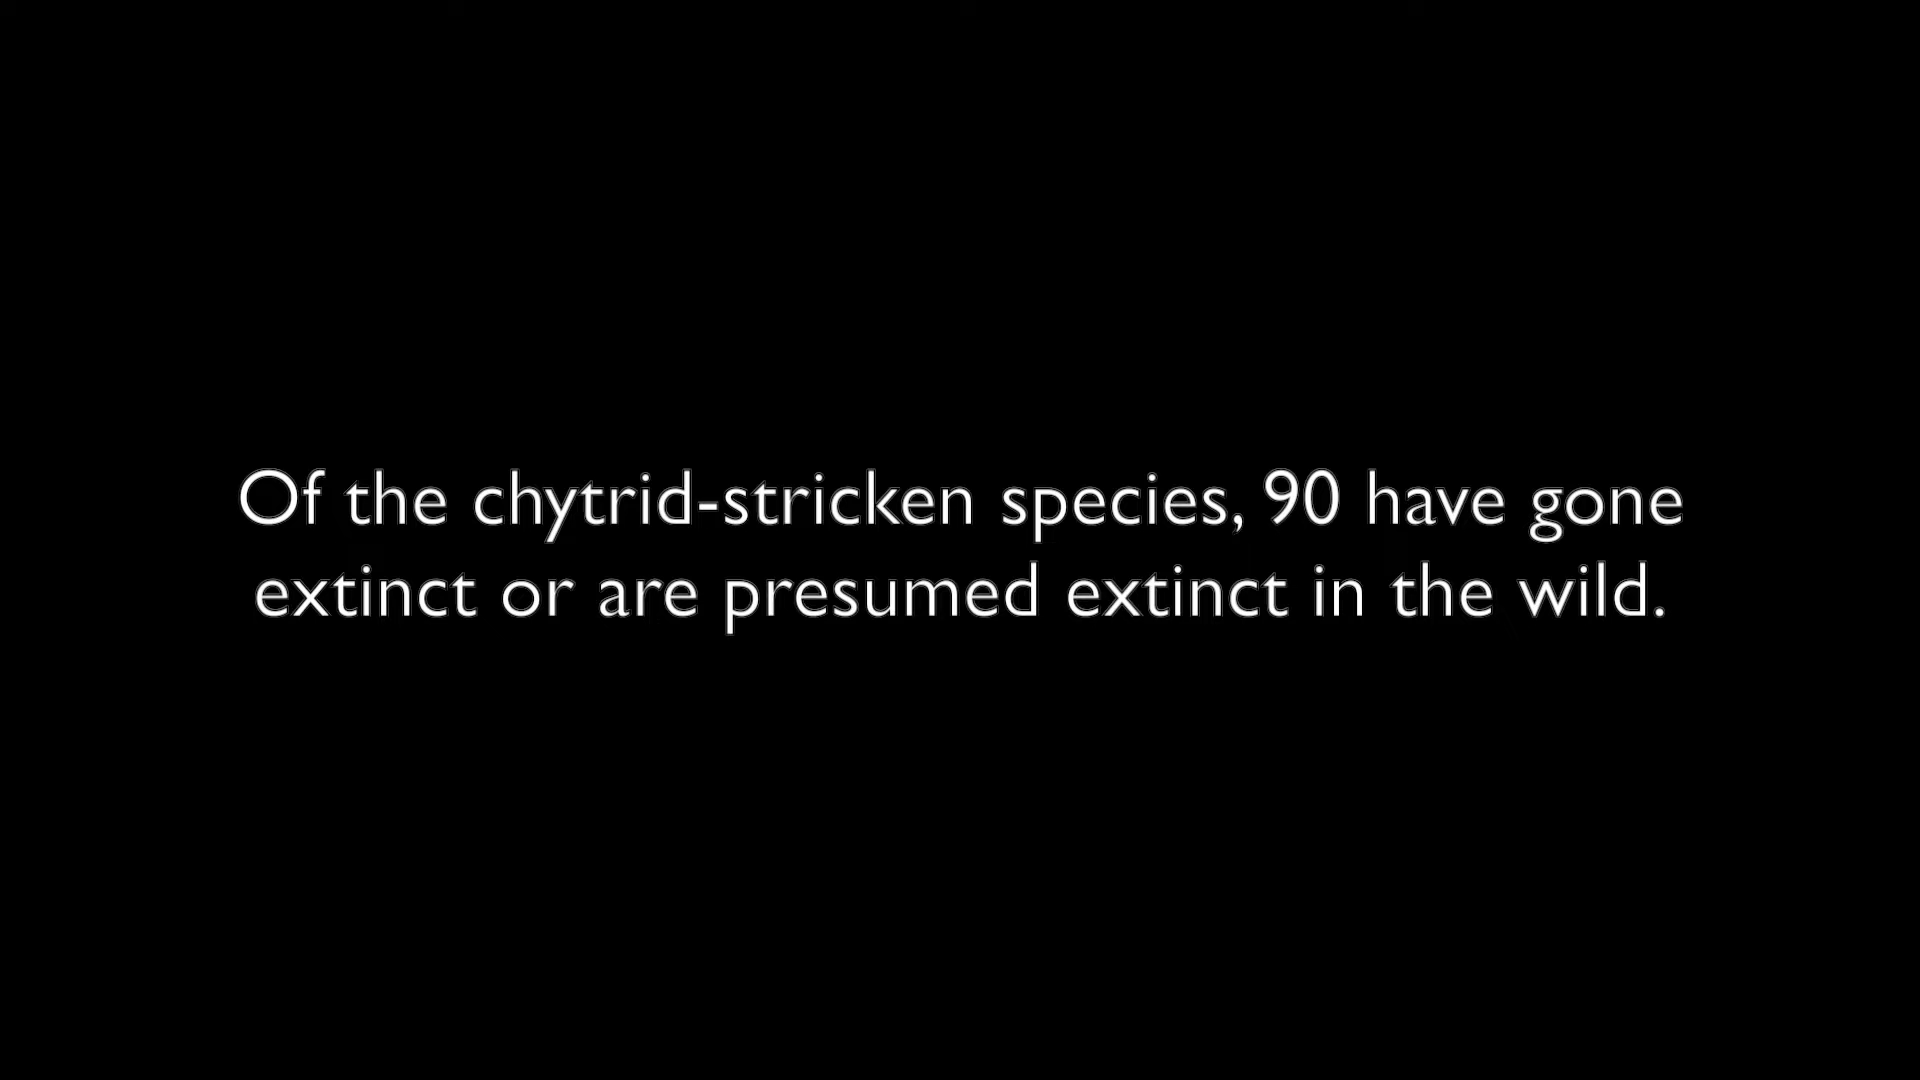 Of the chytrid-stricken species, 90 have gone
extinct or are presumed extinct in the wild.